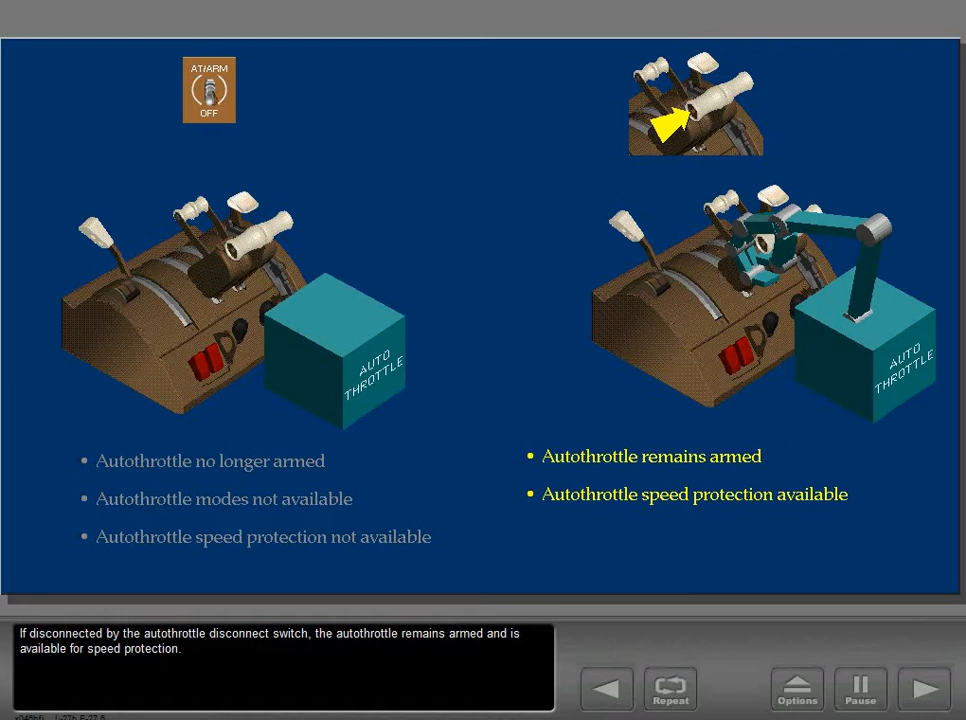 AT/ARM
OFF
AUTO
THROTTLE
AUTO
THROTTLE
• Autothrottle no longer armed
• Autothrottle modes not available
• Autothrottle speed protection not available
• Autothrottle remains armed
• Autothrottle speed protection available
If disconnected by the autothrottle disconnect switch, the autothrottle remains armed and is
available for speed protection.
Repeat
Options
Pause